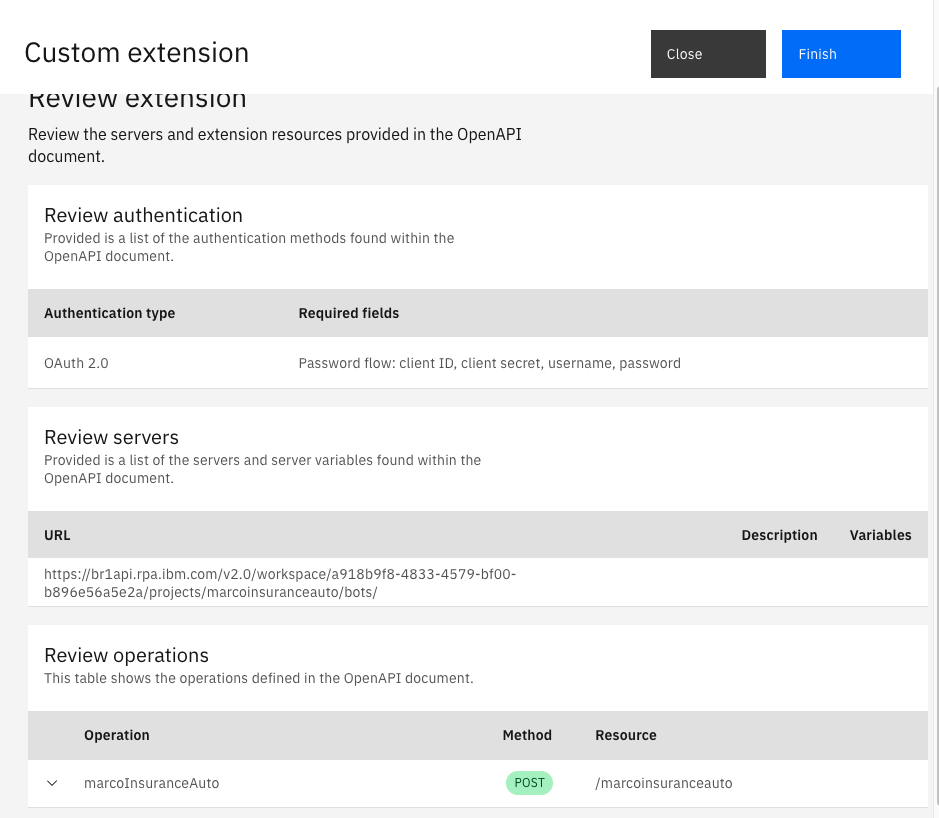 Custom extension
Close
Finish
Review extension
Review the servers and extension resources provided in the OpenAPI
document.
Review authentication
Provided is a list of the authentication methods found within the
OpenAPI document.
Authentication type
Required fields
OAuth 2.0
Password flow: client ID, client secret, username, password
Review servers
Provided is a list of the servers and server variables found within the
OpenAPI document.
URL
Description
Variables
https://br1api.rpa.ibm.com/v2.0/workspace/a918b9f8-4833-4579-bf00-
b896e56a5e2a/projects/marcoinsuranceauto/bots/
Review operations
This table shows the operations defined in the OpenAPI document.
Operation
Method
Resource
marcoInsuranceAuto
POST
/marcoinsuranceauto